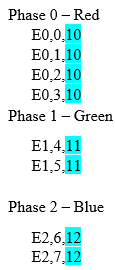 Phase 0 – Red
E0,0,10
E0,1,10
E0,2,10
E0,3,10
Phase 1 – Green
E1,4,11
E1,5,11
Phase 2 – Blue
E2,6,12
E2,7,12